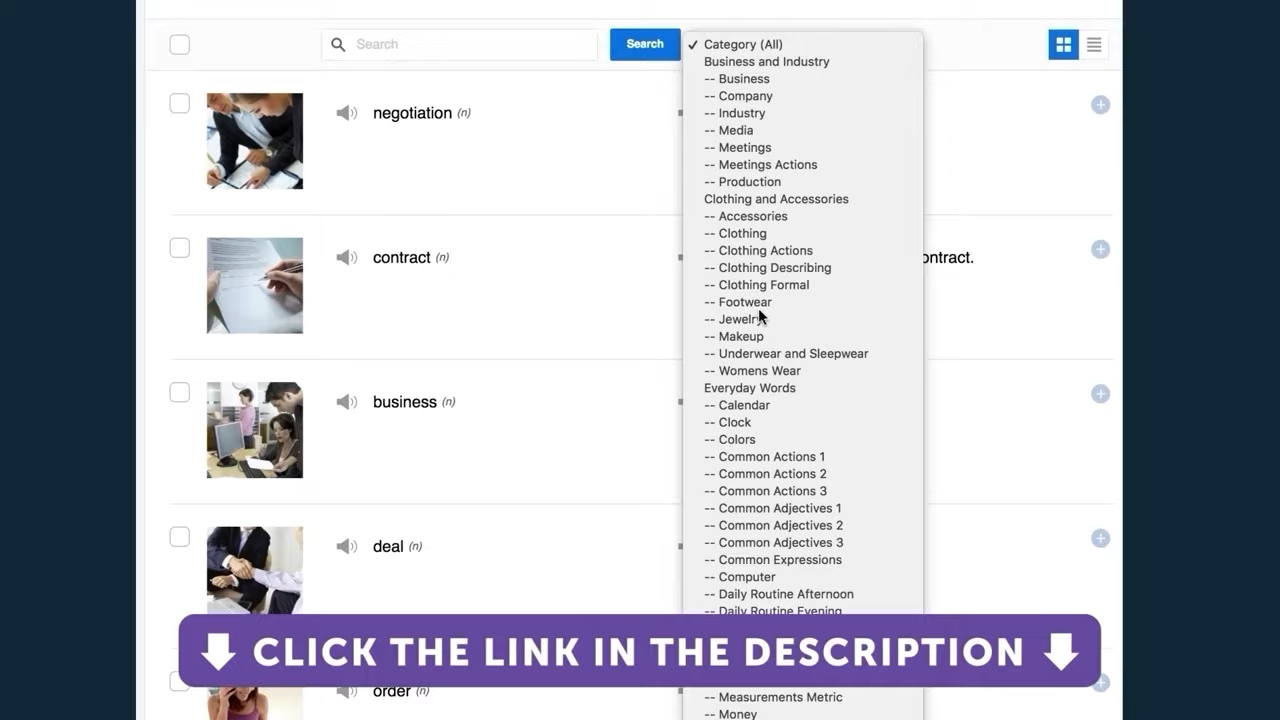 Search
Search
✓ Category (All)
Business and Industry
-- Business
-- Company
-- Industry
-- Media
-- Meetings
-- Meetings Actions
-- Production
Clothing and Accessories
-- Accessories
-- Clothing
-- Clothing Actions
-- Clothing Describing
-- Clothing Formal
-- Footwear
-- Jewelry
-- Makeup
-- Underwear and Sleepwear
-- Womens Wear
Everyday Words
-- Calendar
-- Clock
-- Colors
-- Common Actions 1
-- Common Actions 2
-- Common Actions 3
-- Common Adjectives 1
-- Common Adjectives 2
-- Common Adjectives 3
-- Common Expressions
-- Computer
-- Daily Routine Afternoon
-- Daily Routine Evening
-- Measurements Metric
-- Money
negotiation (n)
contract (n)
ontract.
business (n)
deal (n)
order (n)
CLICK THE LINK IN THE DESCRIPTION